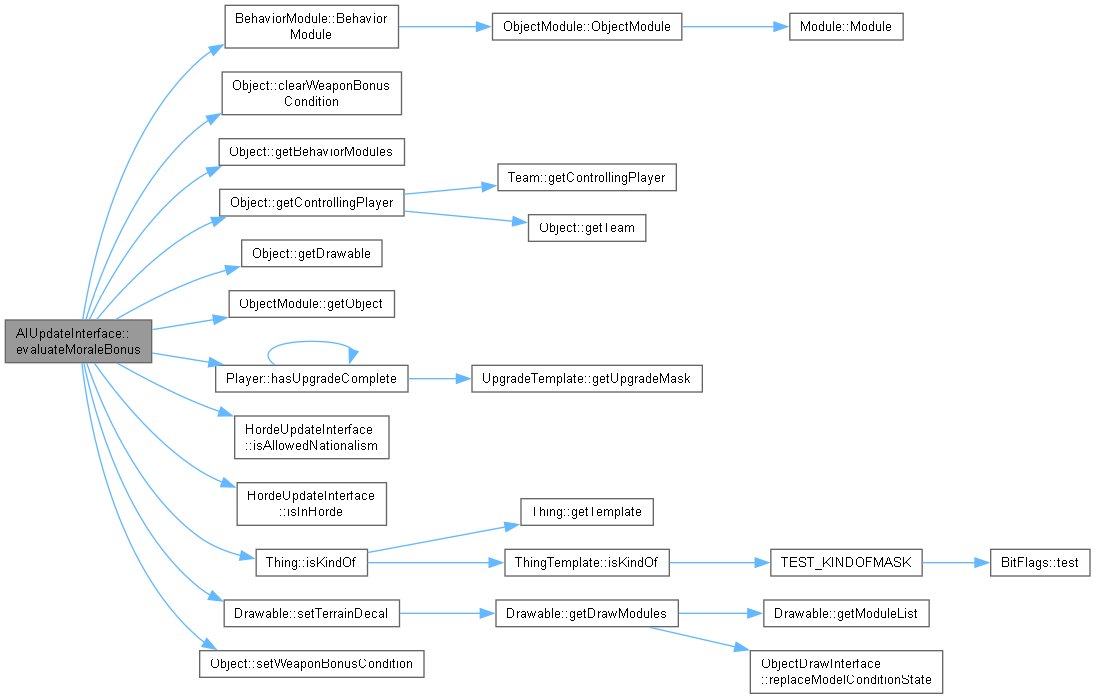 BehaviorModule::Behavior
Module
ObjectModule::ObjectModule
Module::Module
Object::clearWeaponBonus
Condition
Object::getBehaviorModules
Team::getControllingPlayer
Object::getControllingPlayer
Object::getTeam
Object::getDrawable
ObjectModule::getObject
AIUpdateInterface::
evaluateMoraleBonus
Player::hasUpgradeComplete
UpgradeTemplate::getUpgradeMask
HordeUpdateInterface
::isAllowedNationalism
HordeUpdateInterface
::isInHorde
Thing::getTemplate
Thing::isKindOf
ThingTemplate::isKindOf
TEST_KINDOFMASK
BitFlags::test
Drawable::setTerrainDecal
Drawable::getDrawModules
Drawable::getModuleList
Object::setWeaponBonusCondition
ObjectDrawInterface
::replaceModelConditionState